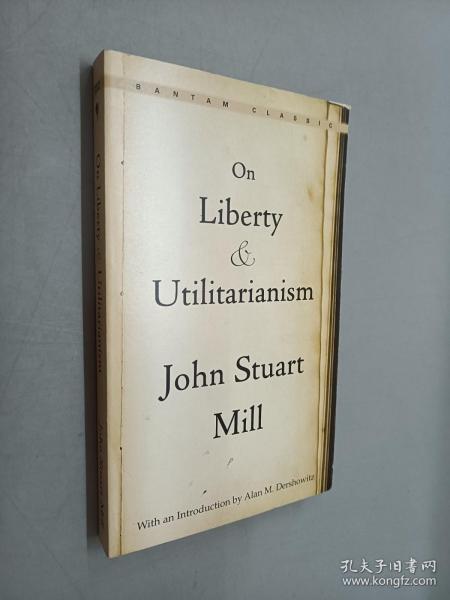 BANTAM CLASSIC
On
Liberty
&
Utilitarianism
John Stuart
Mill
With an Introduction by Alan M. Dershowitz
On Liberty & Utilitarianism
John Stuart Mill
孔夫子旧书网
www.kongfz.com